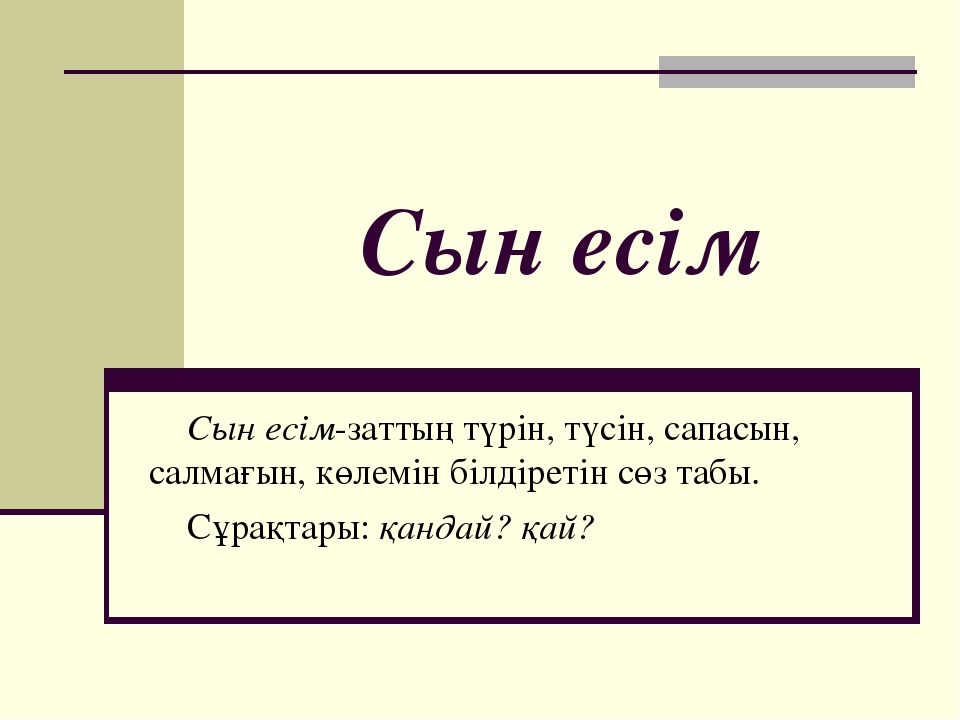 Сын есім
Сын есім-заттың түрін, түсін, сапасын,
салмағын, көлемін білдіретін сөз табы.
Сұрақтары: қандай? қай?